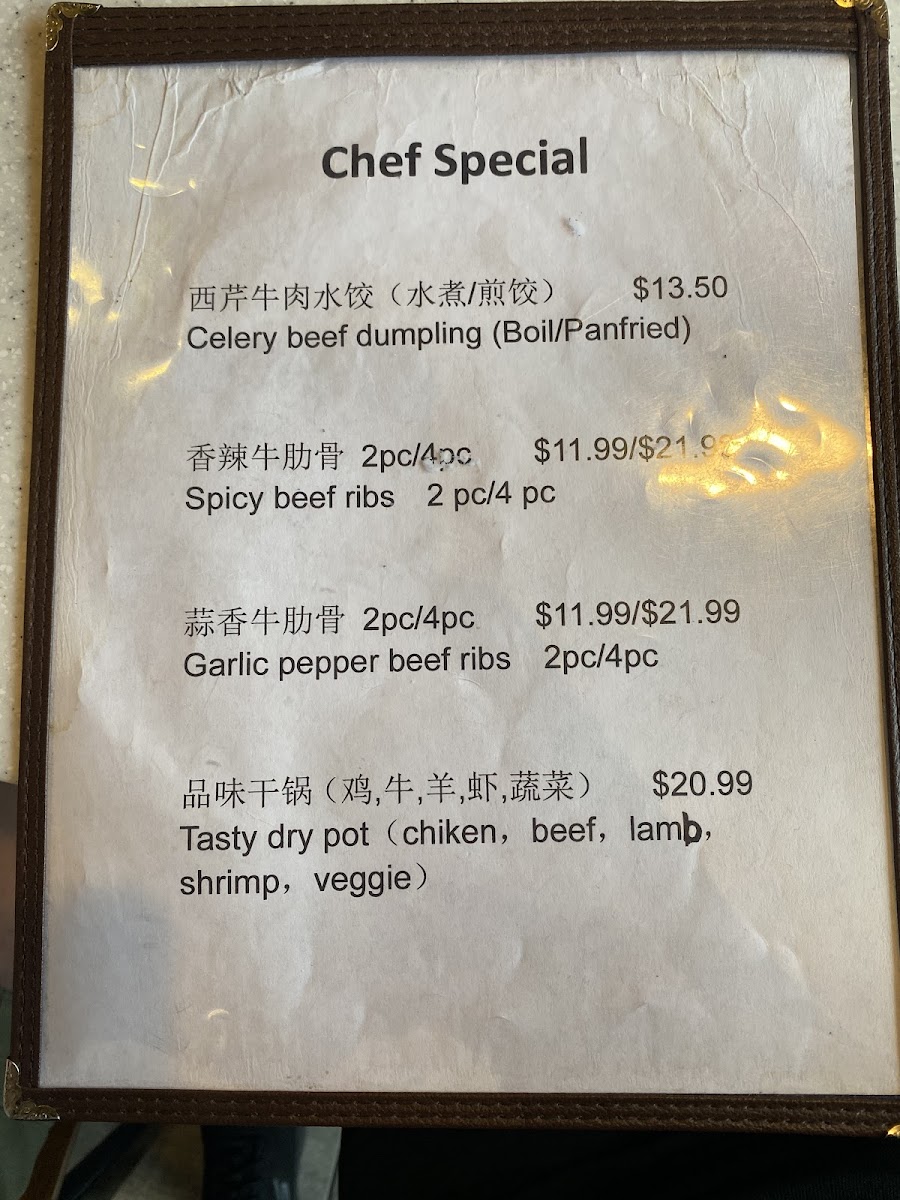 Chef Special
西芹牛肉水饺（水煮/煎饺） $13.50
Celery beef dumpling (Boil/Panfried)
香辣牛肋骨 2pc/4pc $11.99/$21.99
Spicy beef ribs 2 pc/4 pc
蒜香牛肋骨 2pc/4pc $11.99/$21.99
Garlic pepper beef ribs 2pc/4pc
品味干锅（鸡,牛,羊,虾,蔬菜） $20.99
Tasty dry pot（chiken，beef，lamb，
shrimp，veggie）